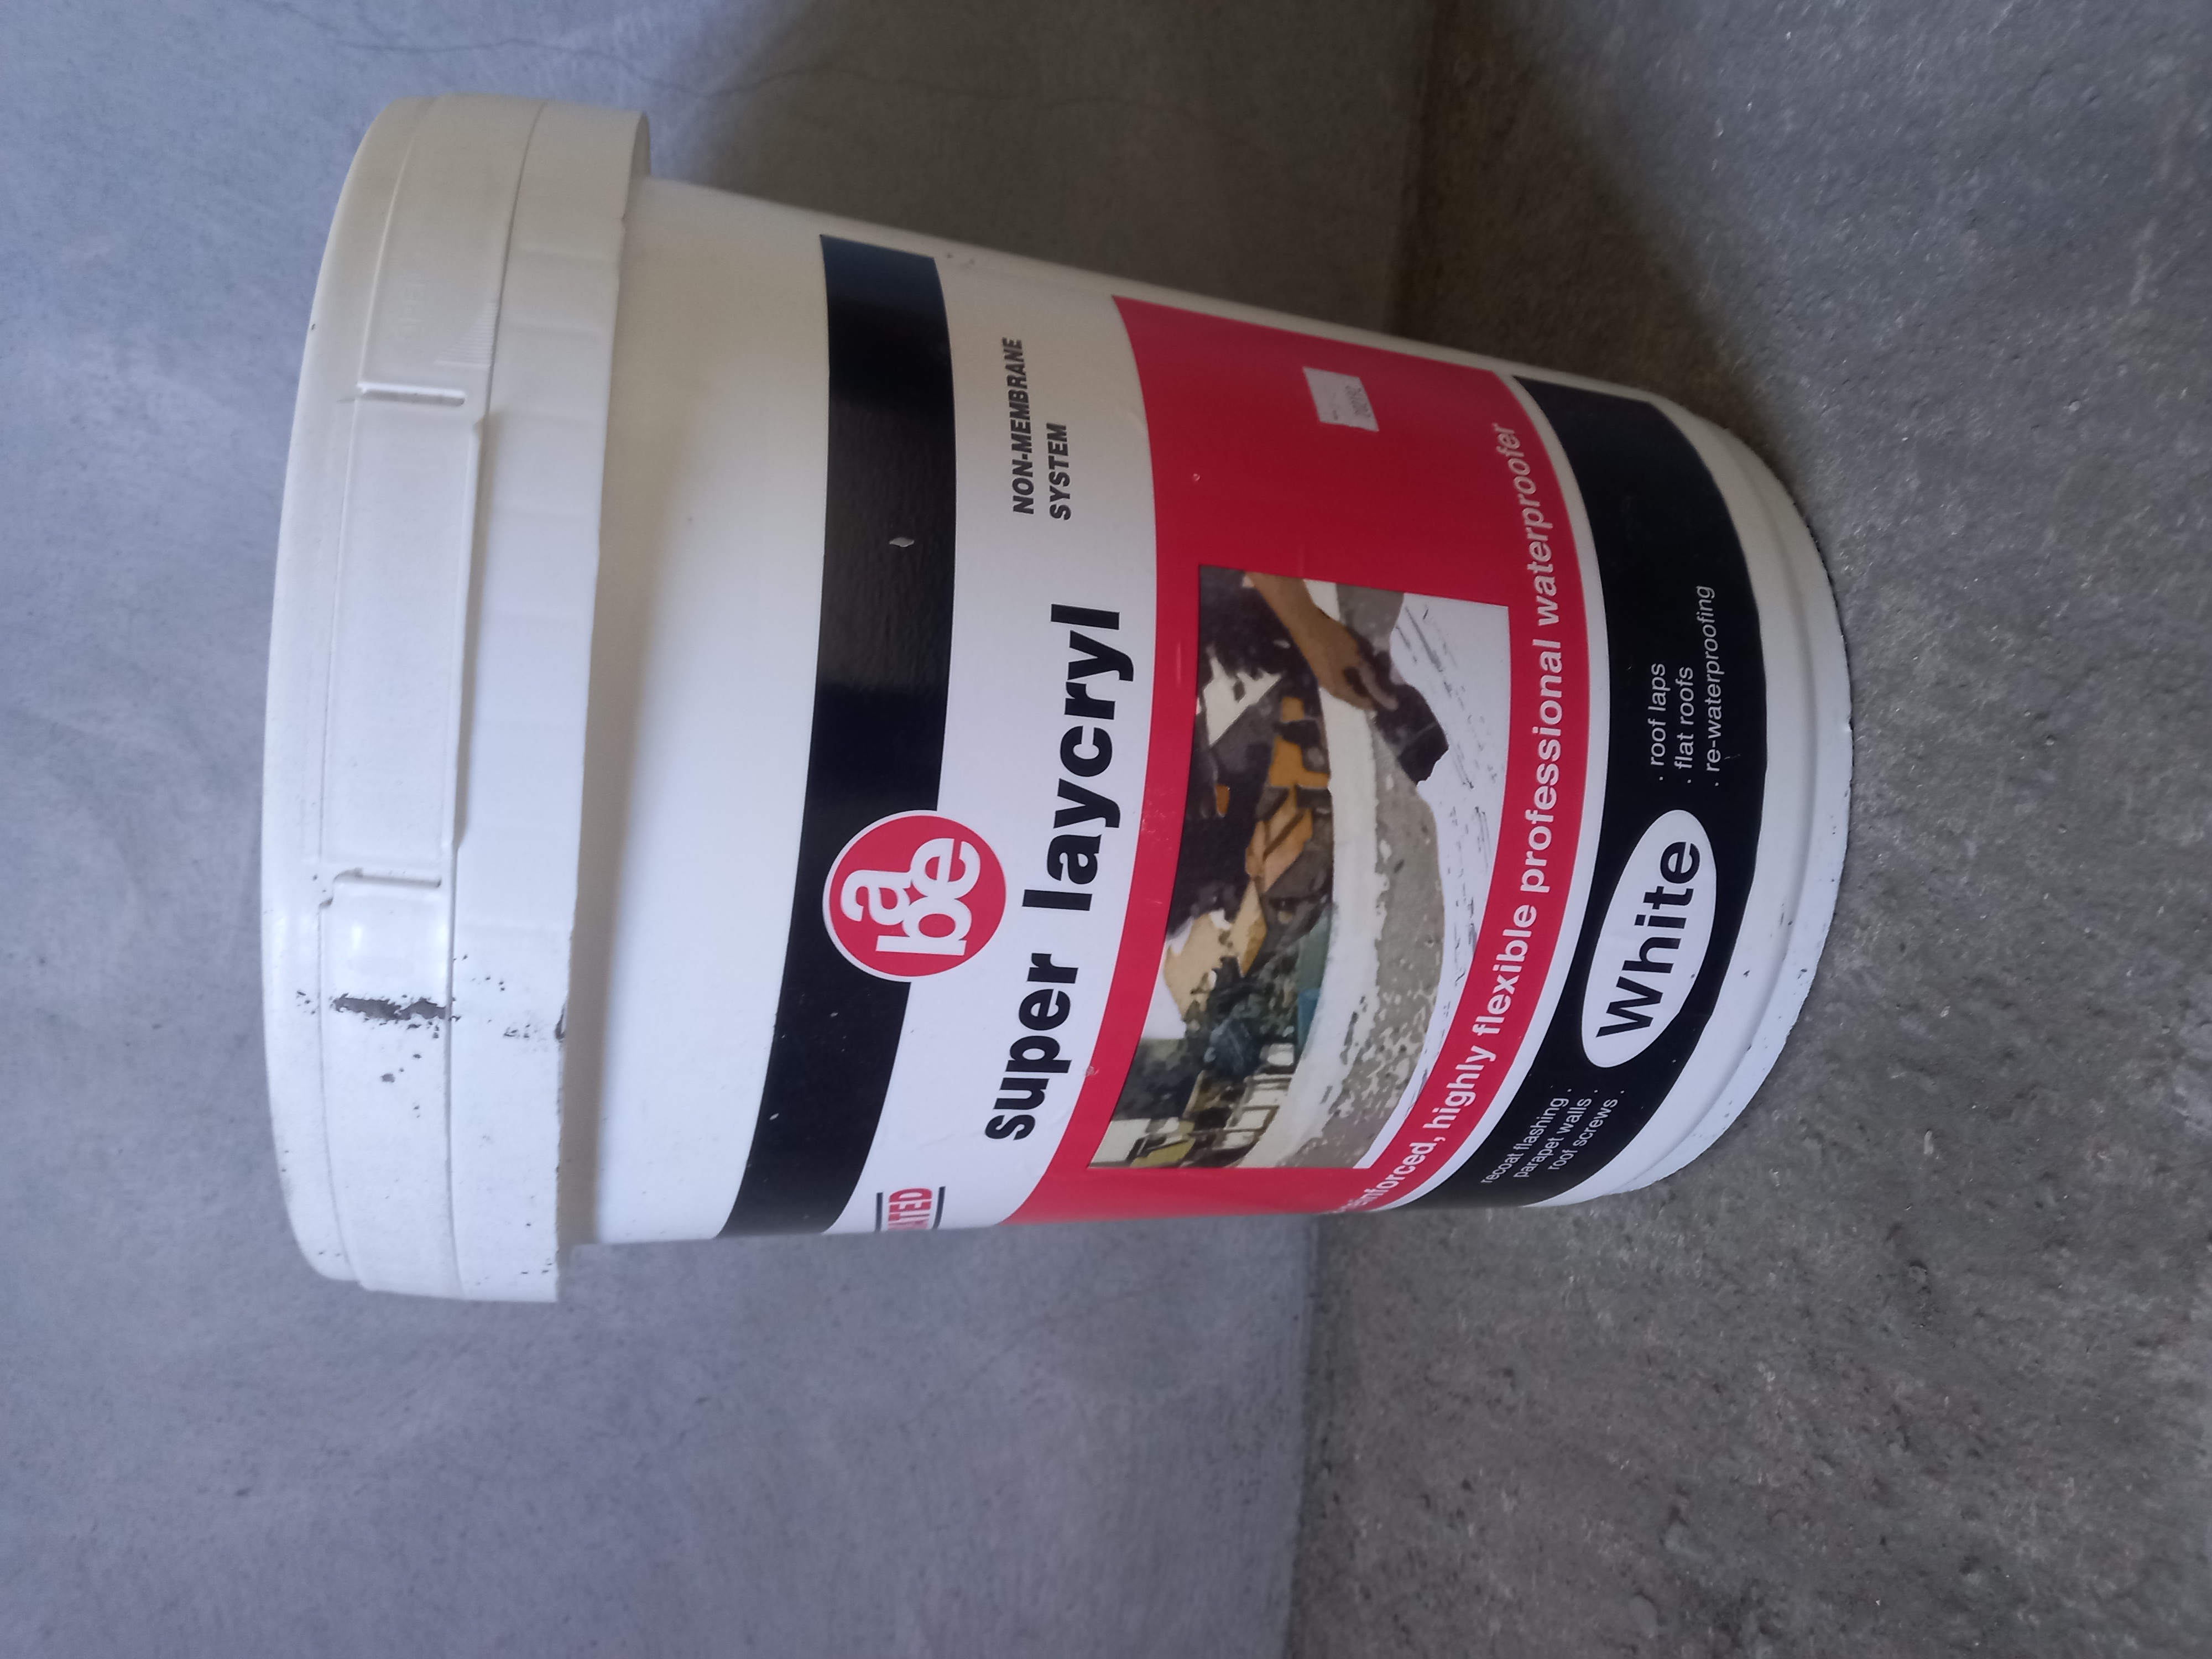 abe
super laycryl
NON-MEMBRANE
SYSTEM
reinforced, highly flexible professional waterproofer
recoat flashing .
parapet walls .
roof screws .
White
. roof laps
. flat roofs
. re-waterproofing